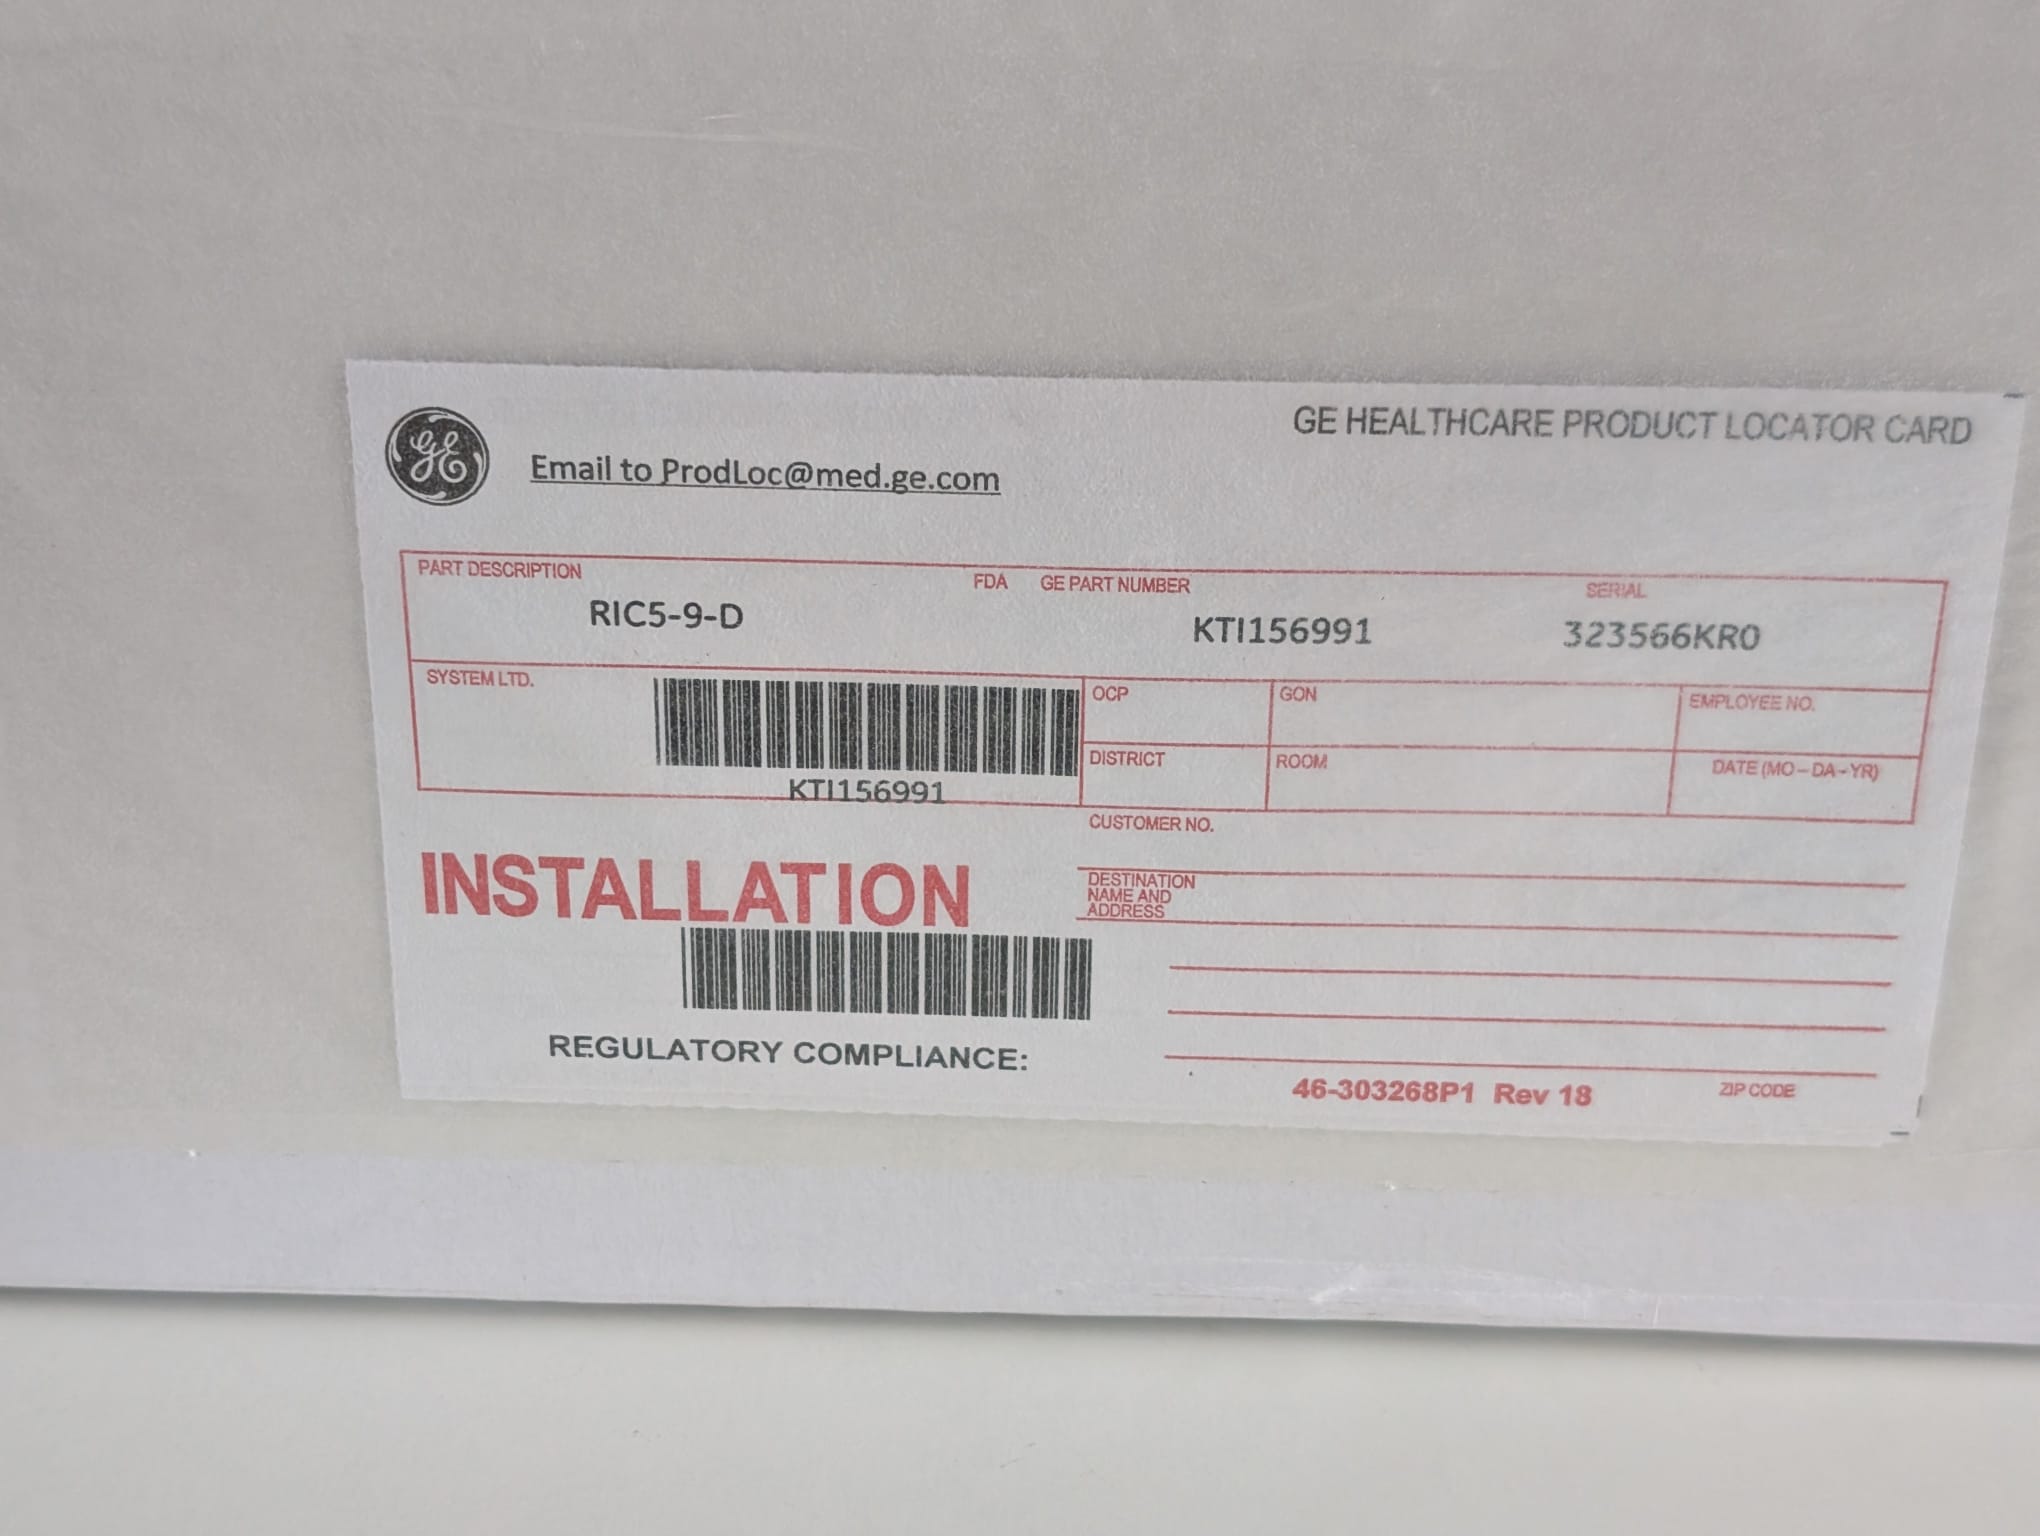 GE
GE HEALTHCARE PRODUCT LOCATOR CARD
Email to ProdLoc@med.ge.com
PART DESCRIPTION
FDA
GE PART NUMBER
SERIAL
RIC5-9-D
KTI156991
323566KR0
SYSTEM LTD.
OCP
GON
EMPLOYEE NO.
DISTRICT
ROOM
DATE (MO – DA – YR)
KTI156991
CUSTOMER NO.
INSTALLATION
DESTINATION
NAME AND
ADDRESS
REGULATORY COMPLIANCE:
46-303268P1 Rev 18
ZIP CODE